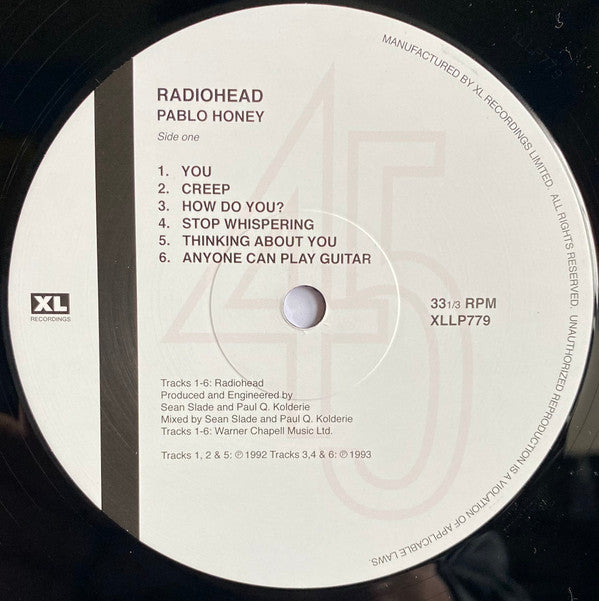 RADIOHEAD
PABLO HONEY
Side one
1. YOU
2. CREEP
3. HOW DO YOU?
4. STOP WHISPERING
5. THINKING ABOUT YOU
6. ANYONE CAN PLAY GUITAR
XL
RECORDINGS
33 1/3 RPM
XLLP779
45
Tracks 1-6: Radiohead
Produced and Engineered by
Sean Slade and Paul Q. Kolderie
Mixed by Sean Slade and Paul Q. Kolderie
Tracks 1-6: Warner Chapell Music Ltd.
Tracks 1, 2 & 5: ℗ 1992 Tracks 3,4 & 6: ℗ 1993
MANUFACTURED BY XL RECORDINGS LIMITED. ALL RIGHTS RESERVED. UNAUTHORIZED REPRODUCTION IS A VIOLATION OF APPLICABLE LAWS.
XLLP779